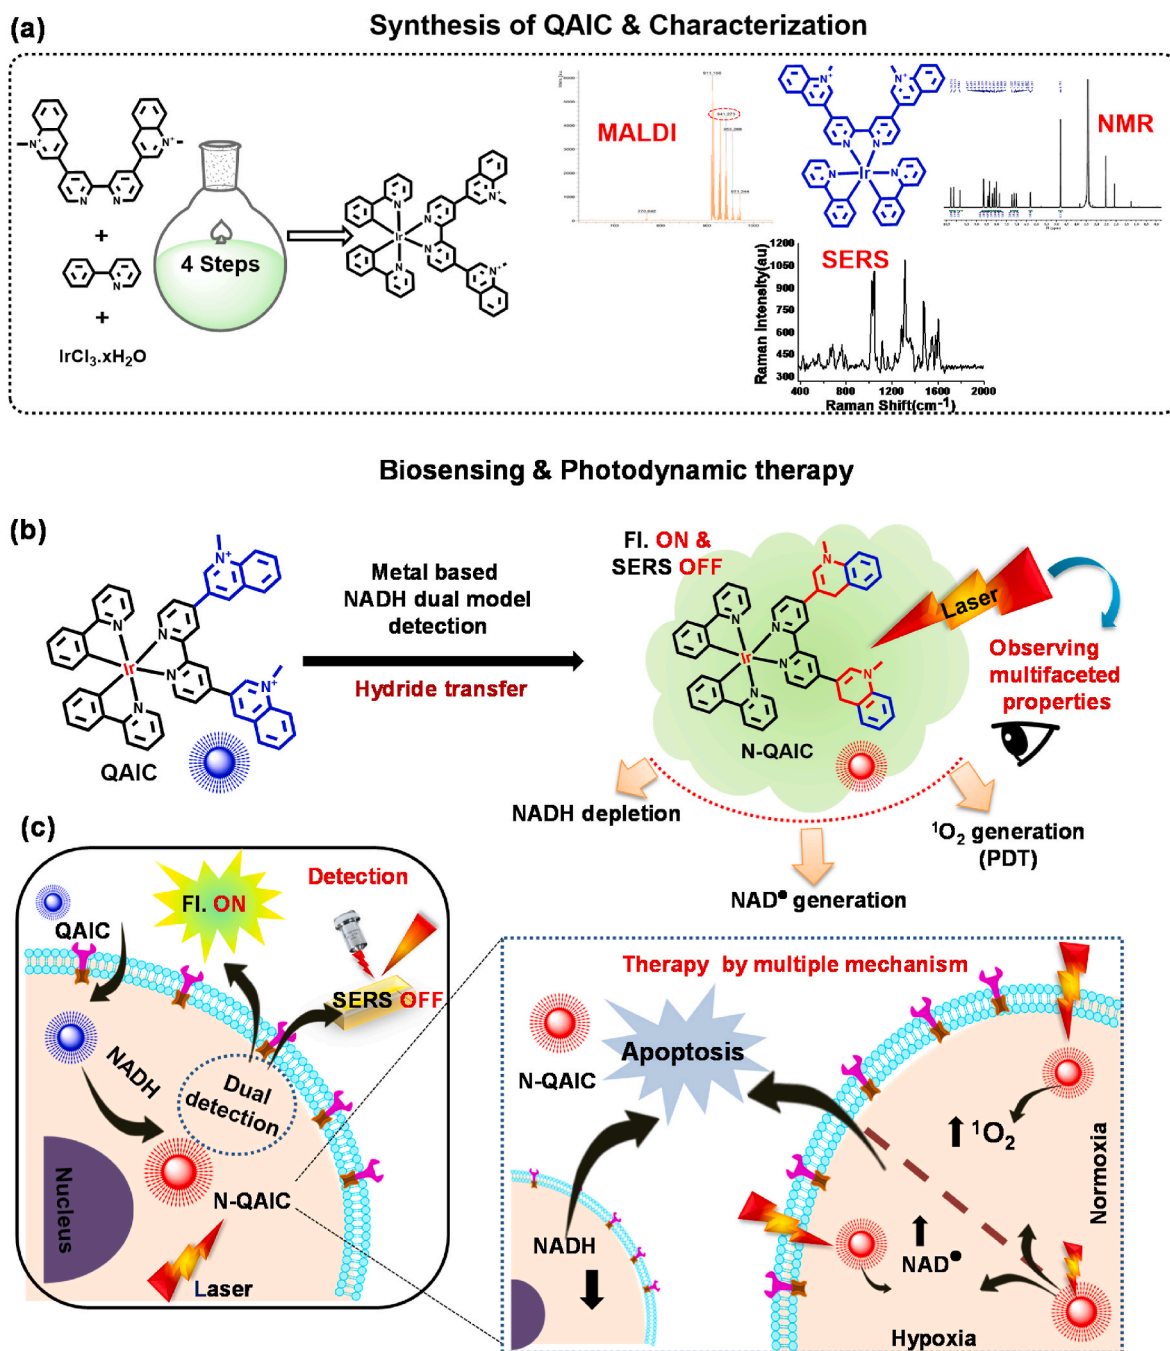 (a)
Synthesis of QAIC & Characterization
N⁺
N⁺
N
N
+
N
+
IrCl₃.xH₂O
4 Steps
N
N
Ir
N
N
N⁺
N⁺
MALDI
N⁺
N⁺
N
N
Ir
N
N
NMR
SERS
Raman Intensity(au)
1200
1050
900
750
600
450
300
400
800
1200
1600
2000
Raman Shift(cm⁻¹)
Biosensing & Photodynamic therapy
(b)
N⁺
N
N
Ir
N
N
N⁺
QAIC
Metal based
NADH dual model
detection
Hydride transfer
Fl. ON &
SERS OFF
N
N
N
Ir
N
N
N
N-QAIC
Laser
Observing
multifaceted
properties
NADH depletion
NAD• generation
¹O₂ generation
(PDT)
(c)
QAIC
Fl. ON
Detection
SERS OFF
NADH
Dual
detection
Nucleus
N-QAIC
Laser
Therapy by multiple mechanism
N-QAIC
Apoptosis
NADH
¹O₂
Normoxia
NAD•
Hypoxia